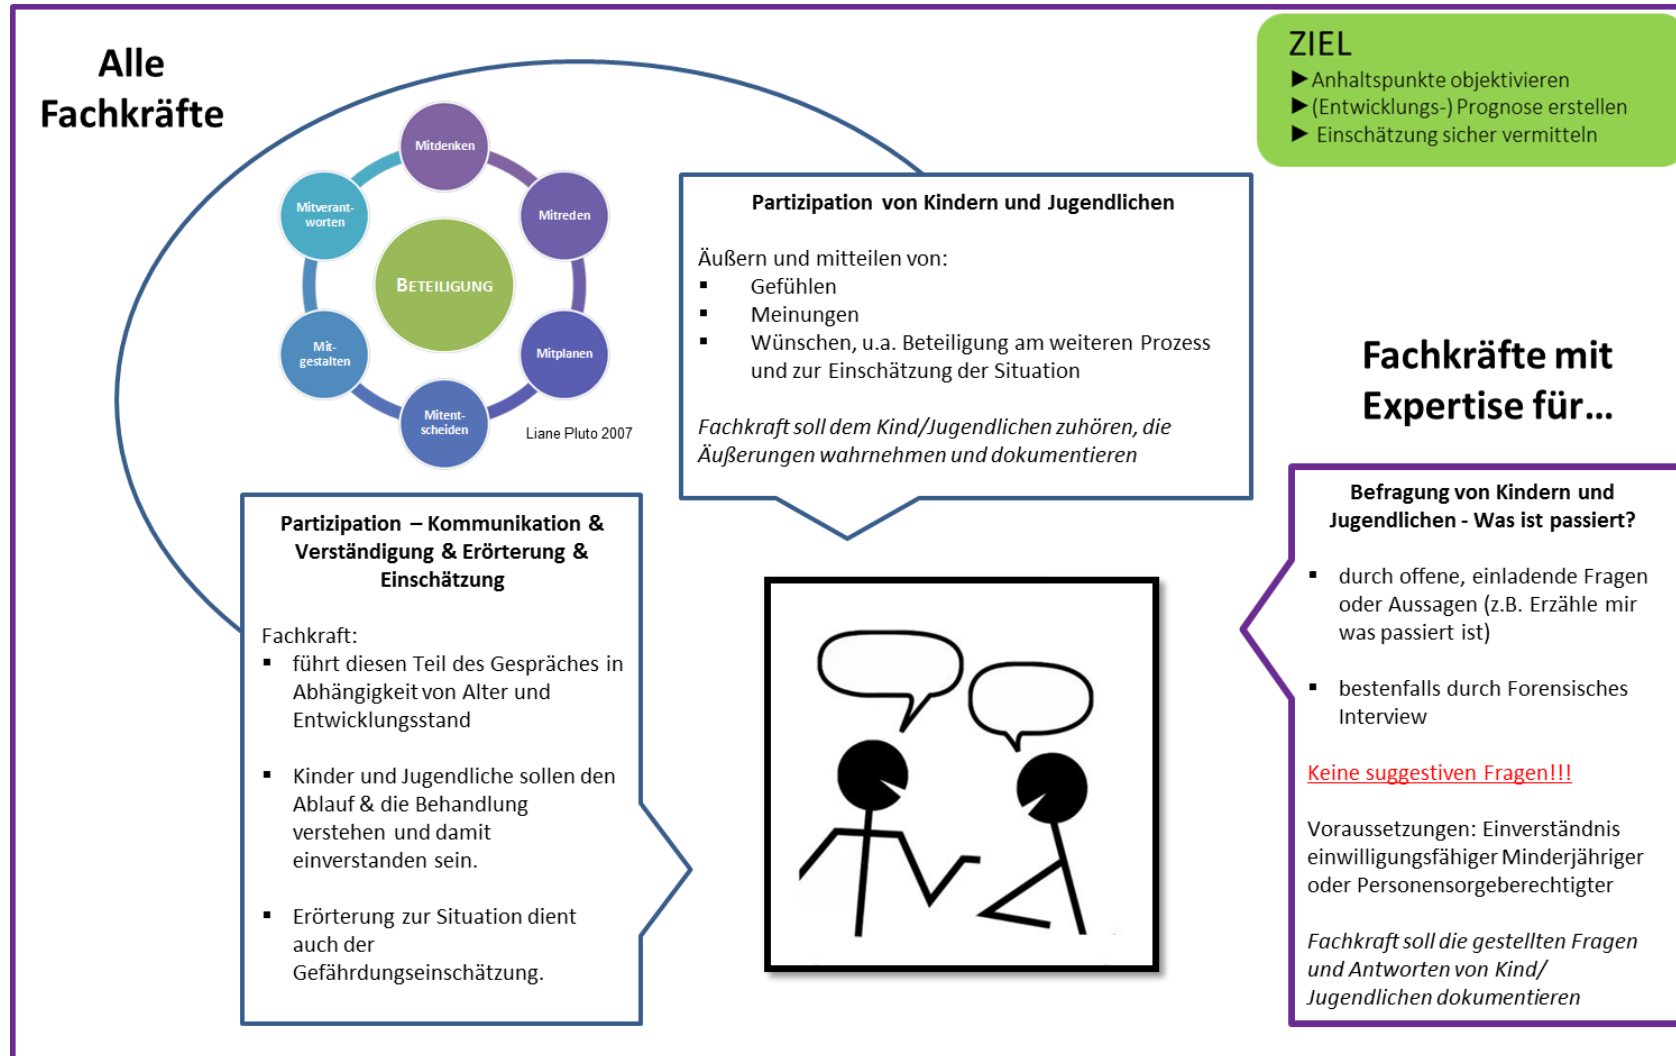 Alle
Fachkräfte
ZIEL
►Anhaltspunkte objektivieren
►(Entwicklungs-) Prognose erstellen
► Einschätzung sicher vermitteln
Mitdenken
Mitreden
Mitplanen
Mitent-
scheiden
Mit-
gestalten
Mitverant-
worten
BETEILIGUNG
Liane Pluto 2007
Partizipation von Kindern und Jugendlichen
Äußern und mitteilen von:
▪ Gefühlen
▪ Meinungen
▪ Wünschen, u.a. Beteiligung am weiteren Prozess
und zur Einschätzung der Situation
Fachkraft soll dem Kind/Jugendlichen zuhören, die
Äußerungen wahrnehmen und dokumentieren
Partizipation – Kommunikation &
Verständigung & Erörterung &
Einschätzung
Fachkraft:
▪ führt diesen Teil des Gespräches in
Abhängigkeit von Alter und
Entwicklungsstand
▪ Kinder und Jugendliche sollen den
Ablauf & die Behandlung
verstehen und damit
einverstanden sein.
▪ Erörterung zur Situation dient
auch der
Gefährdungseinschätzung.
Fachkräfte mit
Expertise für...
Befragung von Kindern und
Jugendlichen - Was ist passiert?
▪ durch offene, einladende Fragen
oder Aussagen (z.B. Erzähle mir
was passiert ist)
▪ bestenfalls durch Forensisches
Interview
Keine suggestiven Fragen!!!
Voraussetzungen: Einverständnis
einwilligungsfähiger Minderjähriger
oder Personensorgeberechtigter
Fachkraft soll die gestellten Fragen
und Antworten von Kind/
Jugendlichen dokumentieren